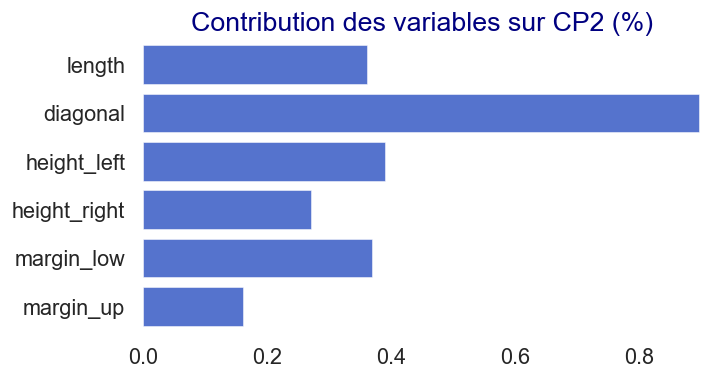 Contribution des variables sur CP2 (%)
length
diagonal
height_left
height_right
margin_low
margin_up
0.0 0.2 0.4 0.6 0.8